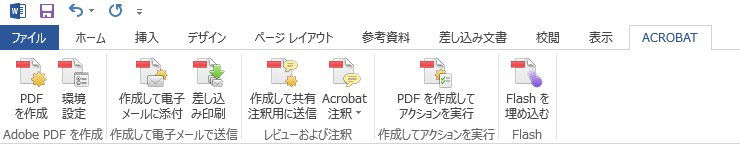 ファイル ホーム 挿入 デザイン ページ レイアウト 参考資料 差し込み文書 校閲 表示 ACROBAT
PDF 環境 作成して電子 差し込 作成して共有 Acrobat PDF を作成して Flash を
を作成 設定 メールに添付 み印刷 注釈用に送信 注釈 アクションを実行 埋め込む
Adobe PDF を作成 作成して電子メールで送信 レビューおよび注釈 作成してアクションを実行 Flash